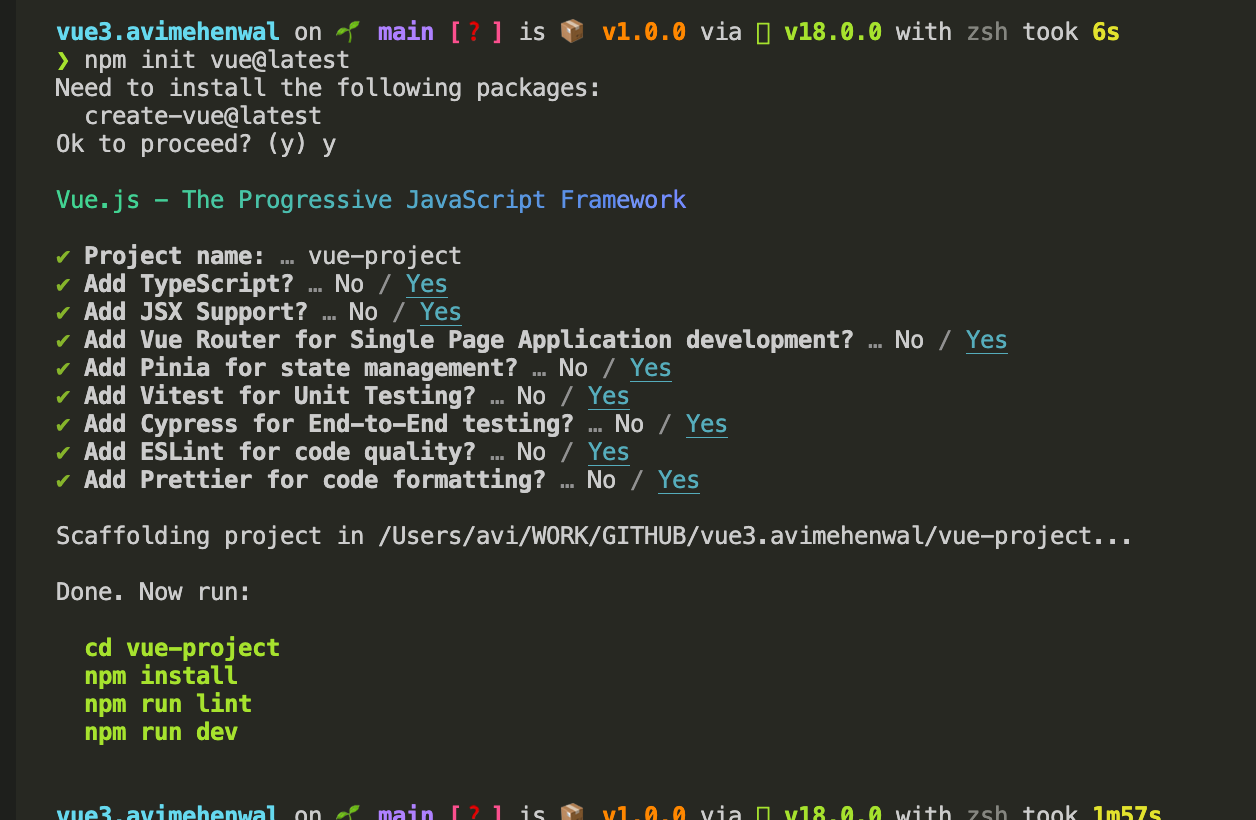 vue3.avimehenwal on 🌱 main [?] is 📦 v1.0.0 via ▯ v18.0.0 with zsh took 6s
❯ npm init vue@latest
Need to install the following packages:
  create-vue@latest
Ok to proceed? (y) y
Vue.js - The Progressive JavaScript Framework
✔ Project name: … vue-project
✔ Add TypeScript? … No / Yes
✔ Add JSX Support? … No / Yes
✔ Add Vue Router for Single Page Application development? … No / Yes
✔ Add Pinia for state management? … No / Yes
✔ Add Vitest for Unit Testing? … No / Yes
✔ Add Cypress for End-to-End testing? … No / Yes
✔ Add ESLint for code quality? … No / Yes
✔ Add Prettier for code formatting? … No / Yes
Scaffolding project in /Users/avi/WORK/GITHUB/vue3.avimehenwal/vue-project...
Done. Now run:
  cd vue-project
  npm install
  npm run lint
  npm run dev
vue3.avimehenwal on 🌱 main [?] is 📦 v1.0.0 via ▯ v18.0.0 with zsh took 1m57s